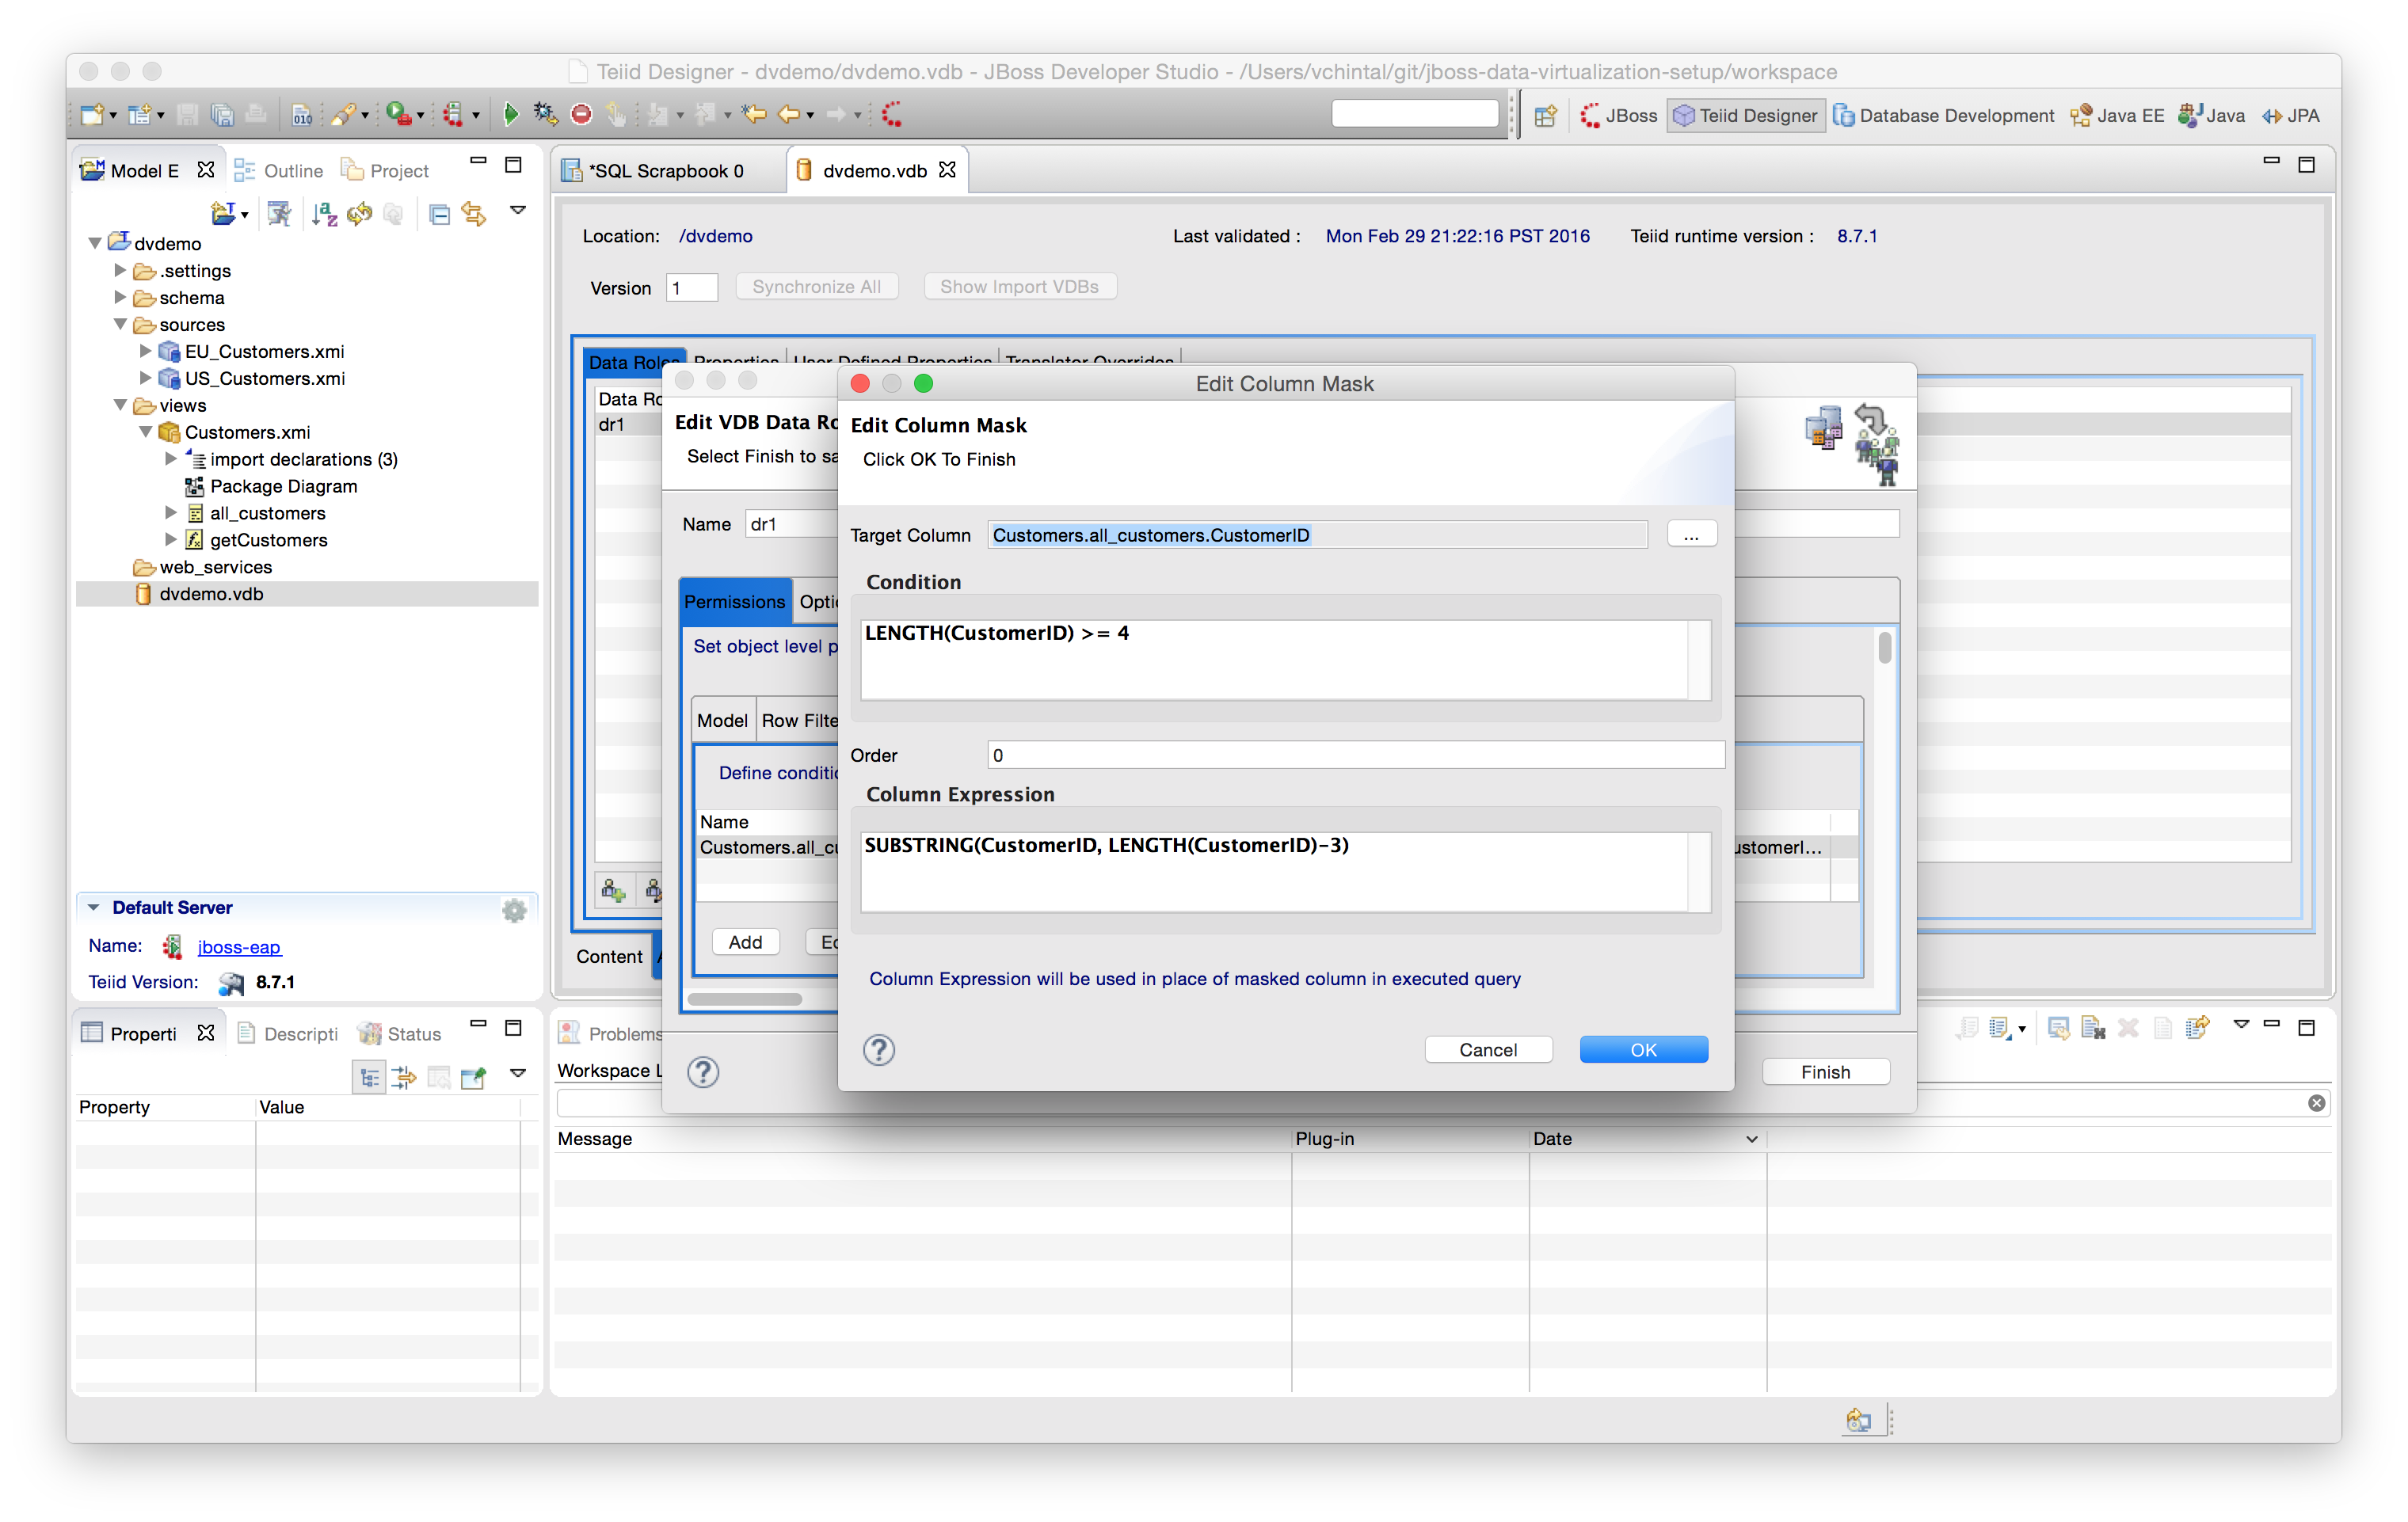 Teiid Designer - dvdemo/dvdemo.vdb - JBoss Developer Studio - /Users/vchintal/git/jboss-data-virtualization-setup/workspace
JBoss
Teiid Designer
Database Development
Java EE
Java
JPA
Model E
Outline
Project
dvdemo
.settings
schema
sources
EU_Customers.xmi
US_Customers.xmi
views
Customers.xmi
import declarations (3)
Package Diagram
all_customers
getCustomers
web_services
dvdemo.vdb
Default Server
Name: jboss-eap
Teiid Version: 8.7.1
Properti
Descripti
Status
Property Value
*SQL Scrapbook 0
dvdemo.vdb
Location: /dvdemo
Last validated : Mon Feb 29 21:22:16 PST 2016
Teiid runtime version : 8.7.1
Version 1
Synchronize All
Show Import VDBs
Data Roles
Properties
User Defined Properties
Translator Overrides
Data Ro
dr1
Content
Edit VDB Data Ro
Select Finish to sa
Name dr1
Permissions
Optic
Set object level p
Model
Row Filte
Define conditio
Name
Customers.all_cu
ustomerI...
Add
Ed
Finish
Edit Column Mask
Edit Column Mask
Click OK To Finish
Target Column Customers.all_customers.CustomerID ...
Condition
LENGTH(CustomerID) >= 4
Order 0
Column Expression
SUBSTRING(CustomerID, LENGTH(CustomerID)-3)
Column Expression will be used in place of masked column in executed query
Cancel
OK
Problems
Workspace L
Message Plug-in Date